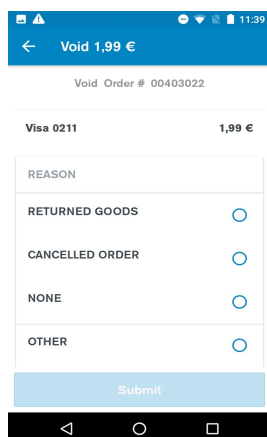 11:39
Void 1,99 €
Void Order # 00403022
Visa 0211 1,99 €
REASON
RETURNED GOODS
CANCELLED ORDER
NONE
OTHER
Submit